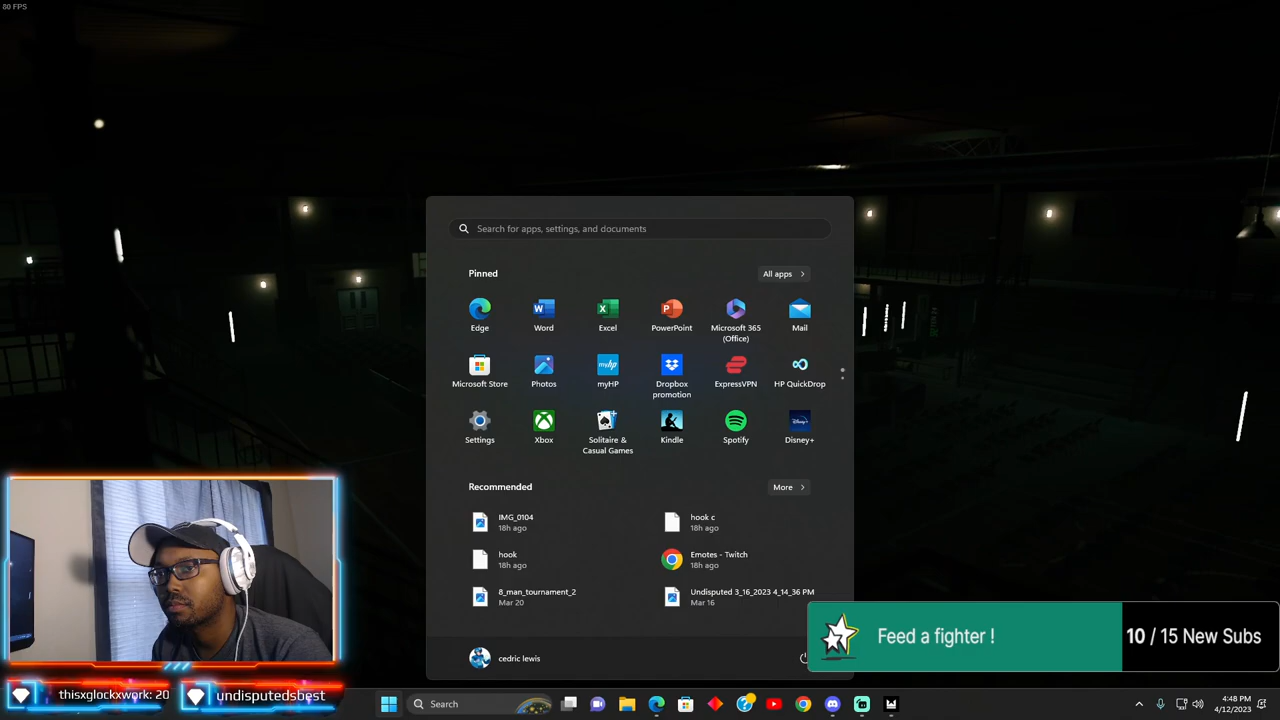 80 FPS
Search for apps, settings, and documents
Pinned
All apps
Edge
Word
Excel
PowerPoint
Microsoft 365
(Office)
Mail
Microsoft Store
Photos
myHP
Dropbox
promotion
ExpressVPN
HP QuickDrop
Settings
Xbox
Solitaire &
Casual Games
Kindle
Spotify
Disney+
Recommended
More
IMG_0104
18h ago
hook c
18h ago
hook
18h ago
Emotes - Twitch
18h ago
8_man_tournament_2
Mar 20
Undisputed 3_16_2023 4_14_36 PM
Mar 16
Feed a fighter !
10 / 15 New Subs
cedric lewis
thisxglockxwork: 20
undisputedsbest
Search
4:48 PM
4/12/2023